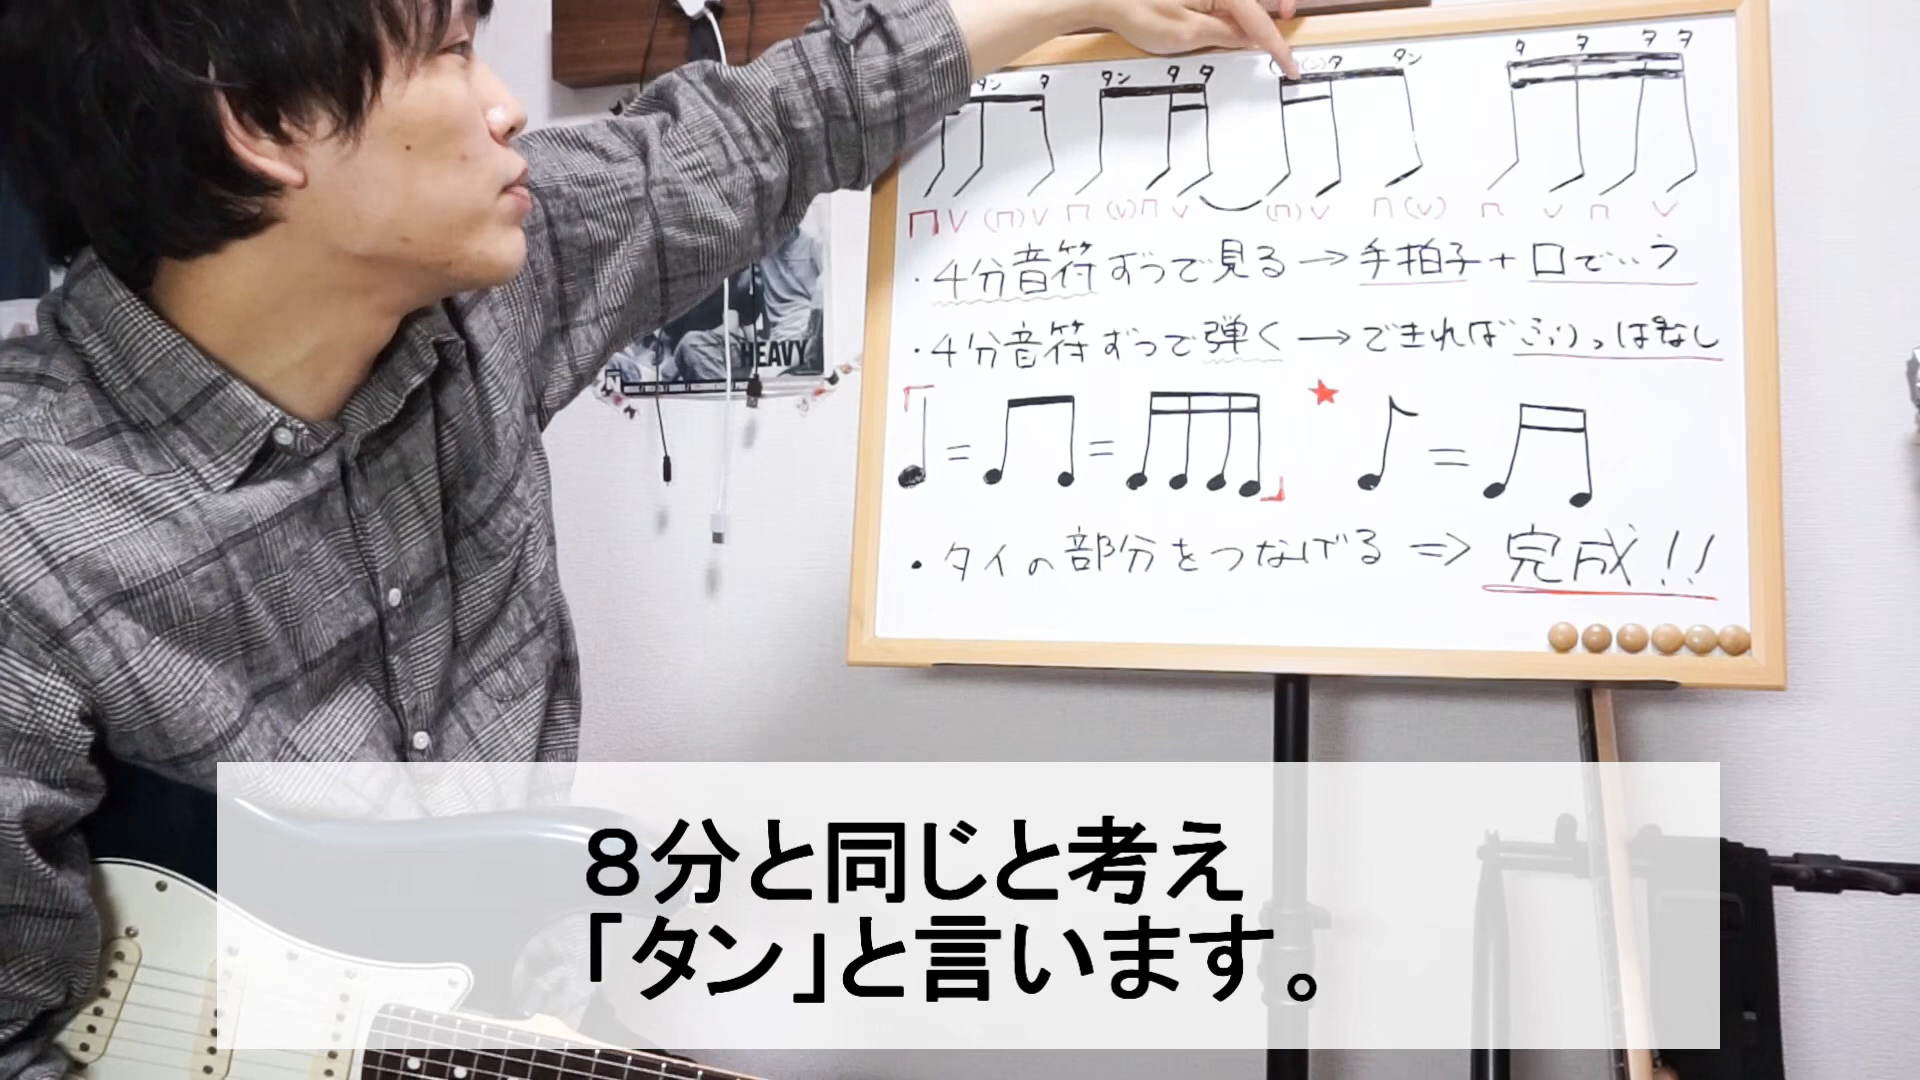 タン タ タン タ タ (ン)タ タン タ タ タ タ
V ( ) V (V) V ( ) V (V) V V
・4分音符ずつで見る→手拍子+口でいう
・4分音符ずつで弾く→できればぶりっぱなし
「 = = 」 ★ =
・タイの部分をつなげる⇒完成!!
HEAVY
8分と同じと考え
「タン」と言います。